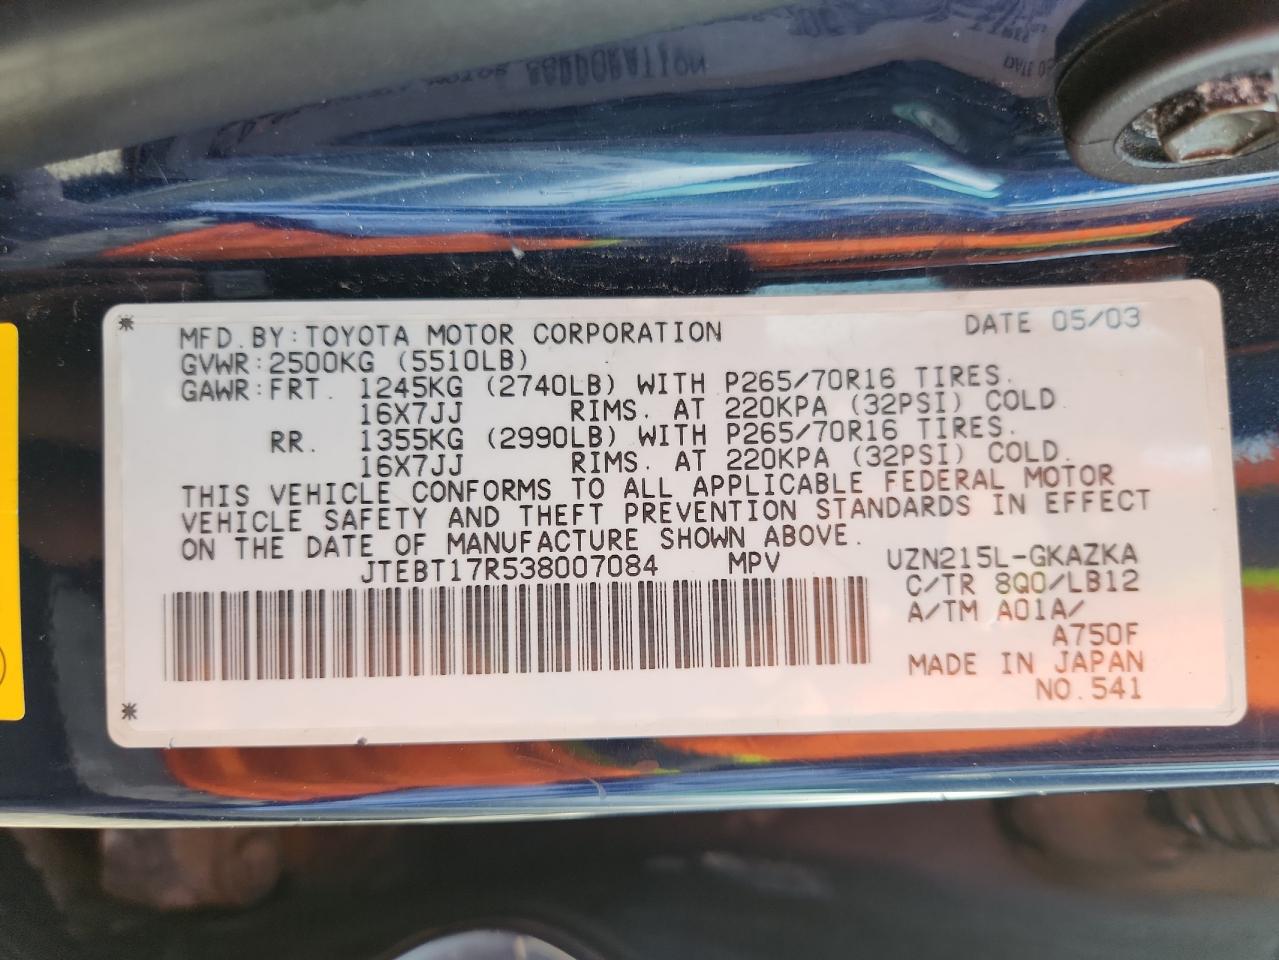 MFD.BY:TOYOTA MOTOR CORPORATION DATE 05/03
GVWR:2500KG (5510LB)
GAWR:FRT. 1245KG (2740LB) WITH P265/70R16 TIRES.
16X7JJ RIMS. AT 220KPA (32PSI) COLD.
RR. 1355KG (2990LB) WITH P265/70R16 TIRES.
16X7JJ RIMS. AT 220KPA (32PSI) COLD.
THIS VEHICLE CONFORMS TO ALL APPLICABLE FEDERAL MOTOR
VEHICLE SAFETY AND THEFT PREVENTION STANDARDS IN EFFECT
ON THE DATE OF MANUFACTURE SHOWN ABOVE.
JTEBT17R538007084 MPV UZN215L-GKAZKA
C/TR 8Q0/LB12
A/TM A01A/
A750F
MADE IN JAPAN
NO.541